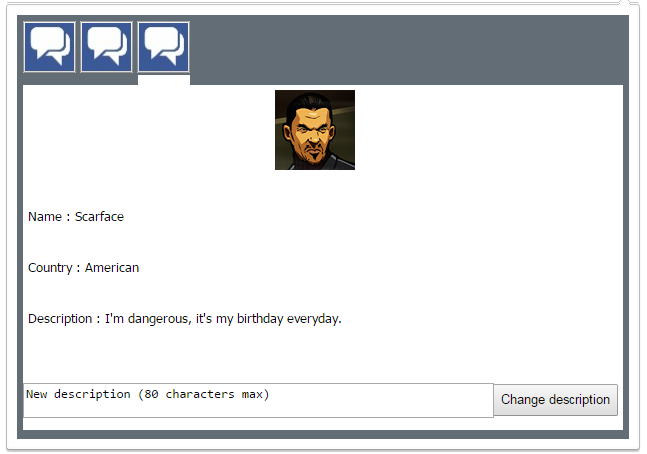 Name : Scarface
Country : American
Description : I'm dangerous, it's my birthday everyday.
New description (80 characters max)
Change description